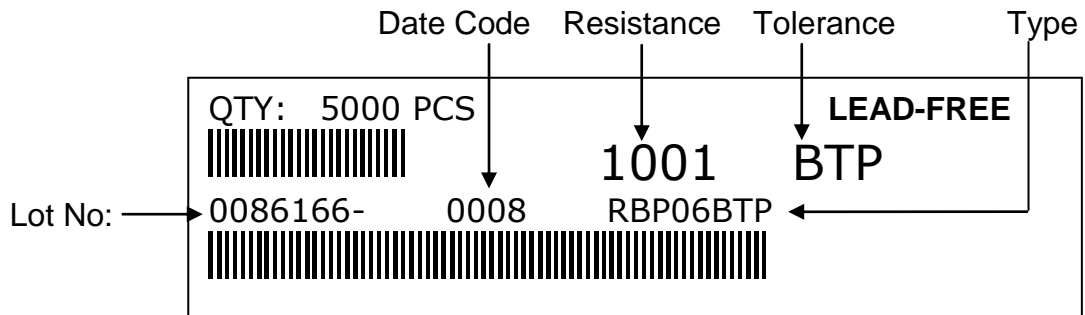 Date Code Resistance Tolerance Type
QTY: 5000 PCS LEAD-FREE
1001 BTP
Lot No: 0086166- 0008 RBP06BTP